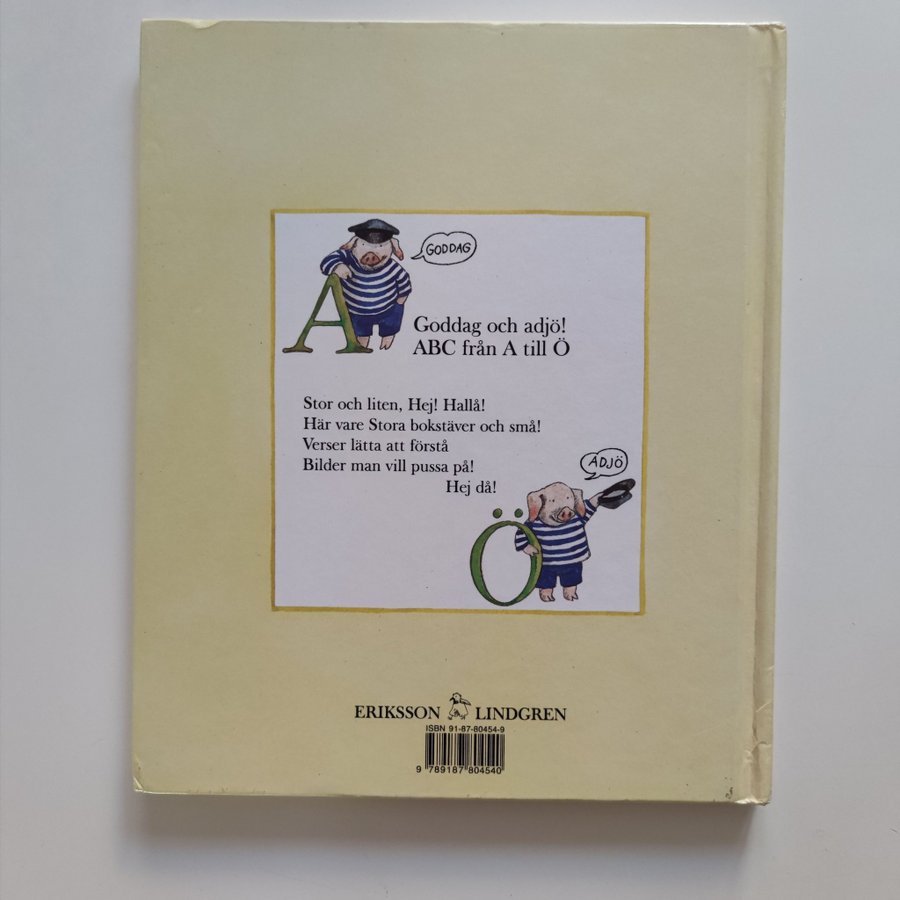 GODDAG
A
Goddag och adjö!
ABC från A till Ö
Stor och liten, Hej! Hallå!
Här vare Stora bokstäver och små!
Verser lätta att förstå
Bilder man vill pussa på!
Hej då!
ADJÖ
Ö
ERIKSSON LINDGREN
ISBN 91-87-80454-9
9 789187 804540